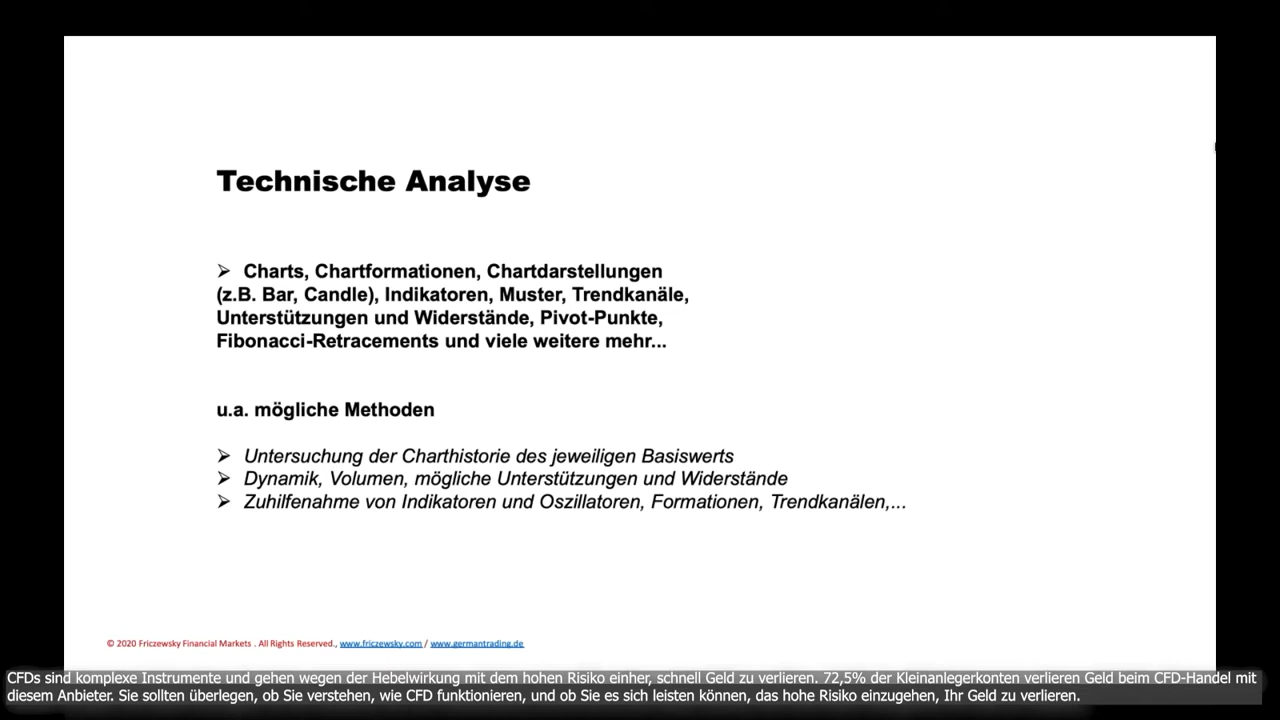 Technische Analyse
➢ Charts, Chartformationen, Chartdarstellungen
(z.B. Bar, Candle), Indikatoren, Muster, Trendkanäle,
Unterstützungen und Widerstände, Pivot-Punkte,
Fibonacci-Retracements und viele weitere mehr...
u.a. mögliche Methoden
➢ Untersuchung der Charthistorie des jeweiligen Basiswerts
➢ Dynamik, Volumen, mögliche Unterstützungen und Widerstände
➢ Zuhilfenahme von Indikatoren und Oszillatoren, Formationen, Trendkanälen,...
© 2020 Friczewsky Financial Markets . All Rights Reserved., www.friczewsky.com / www.germantrading.de
CFDs sind komplexe Instrumente und gehen wegen der Hebelwirkung mit dem hohen Risiko einher, schnell Geld zu verlieren. 72,5% der Kleinanlegerkonten verlieren Geld beim CFD-Handel mit
diesem Anbieter. Sie sollten überlegen, ob Sie verstehen, wie CFD funktionieren, und ob Sie es sich leisten können, das hohe Risiko einzugehen, Ihr Geld zu verlieren.